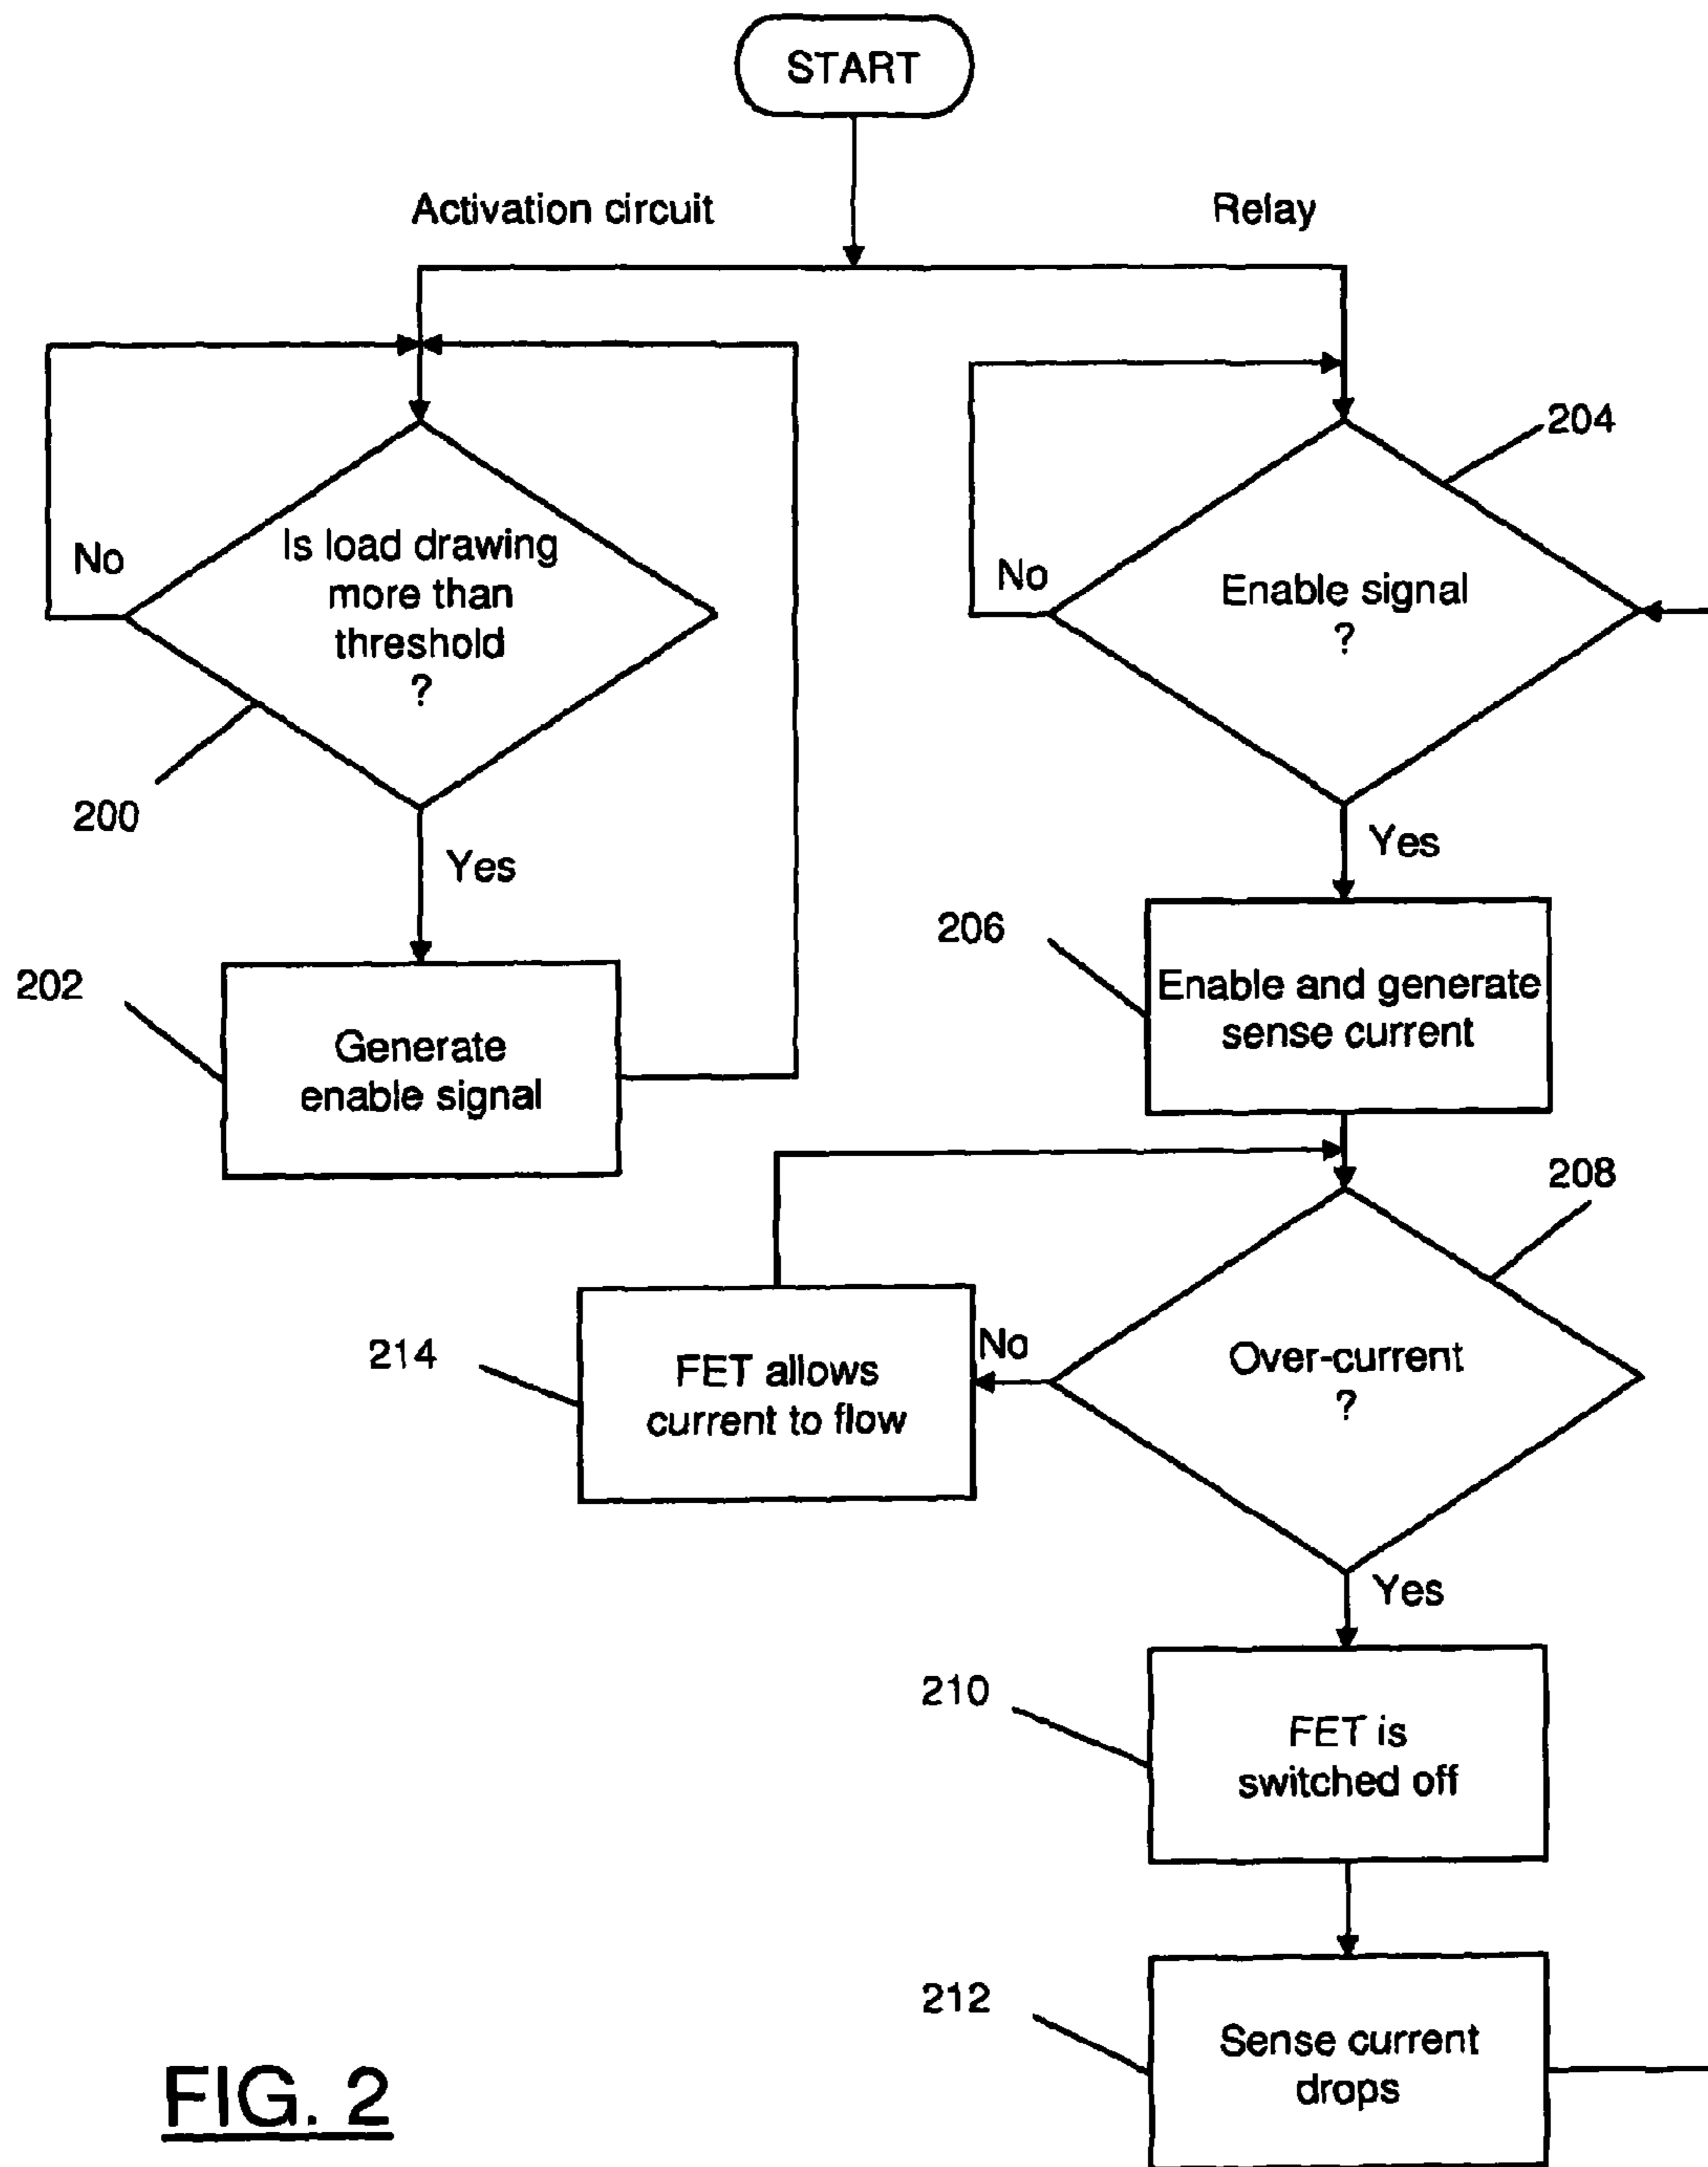 START
Activation circuit
Relay
Is load drawing
more than
threshold
?
No
200
Yes
202
Generate
enable signal
204
Enable signal
?
No
Yes
206
Enable and generate
sense current
208
Over-current
?
No
214
FET allows
current to flow
Yes
210
FET is
switched off
212
Sense current
drops
FIG. 2